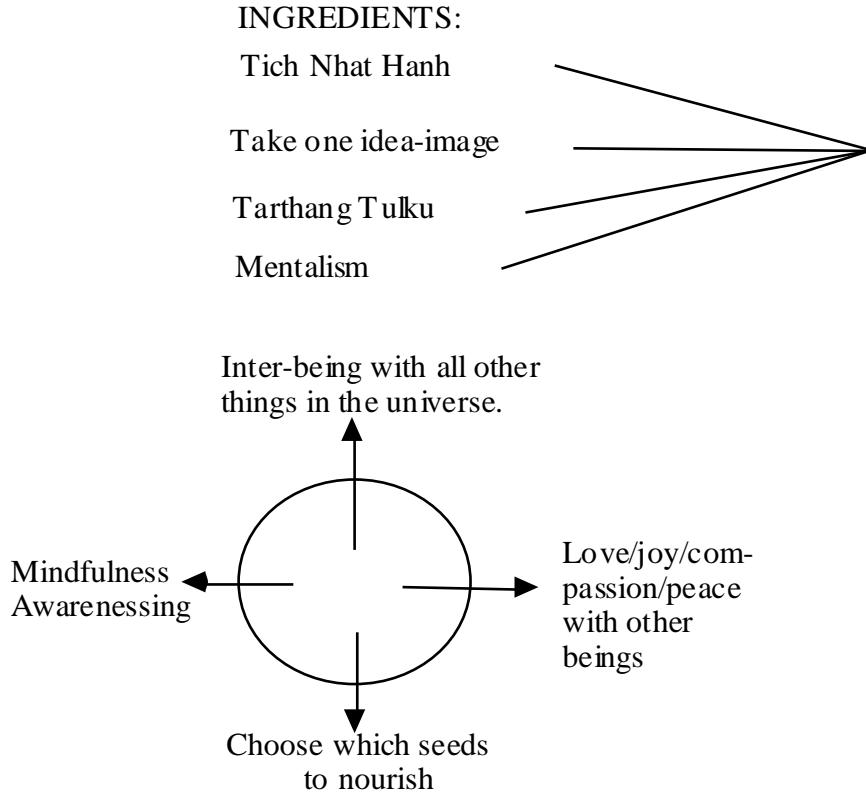 INGREDIENTS:
Tich Nhat Hanh
Take one idea-image
Tarthang Tulku
Mentalism
Inter-being with all other
things in the universe.
Mindfulness
Awarenessing
Love/joy/com-
passion/peace
with other
beings
Choose which seeds
to nourish